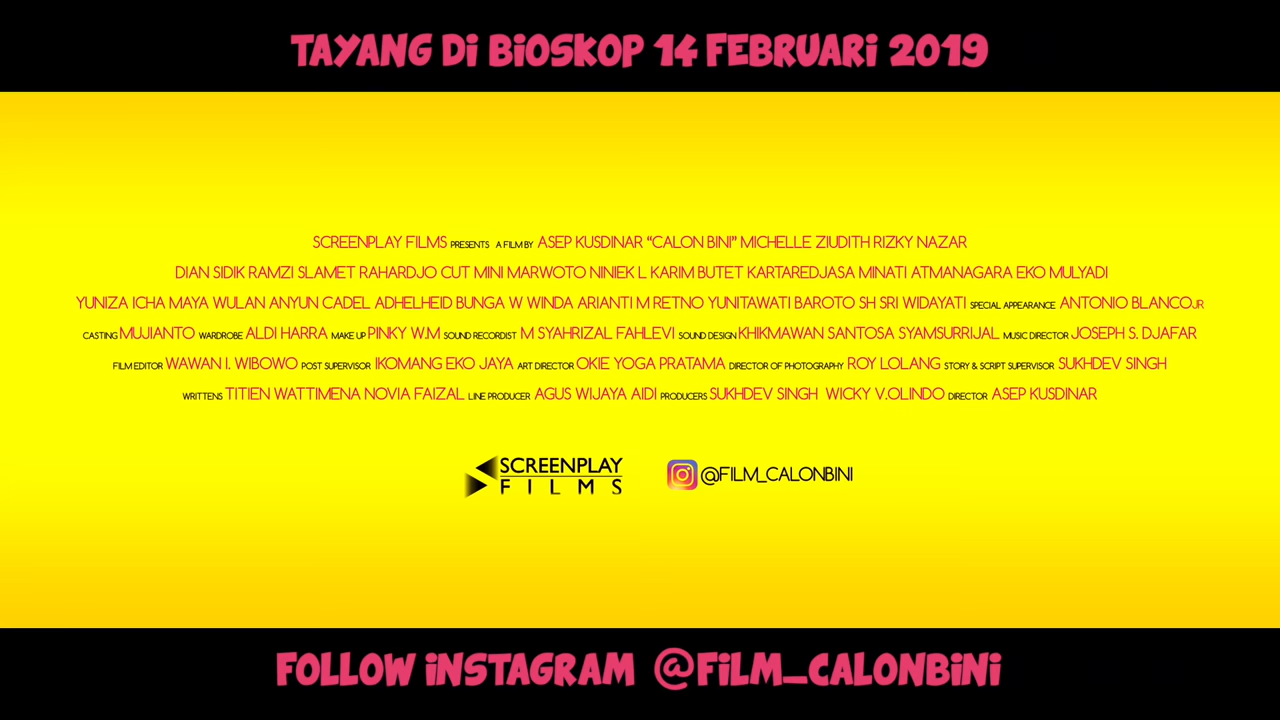 TAYANG Di BiOSKOP 14 FEBRUARi 2019
SCREENPLAY FILMS PRESENTS A FILM BY ASEP KUSDINAR “CALON BINI” MICHELLE ZIUDITH RIZKY NAZAR
DIAN SIDIK RAMZI SLAMET RAHARDJO CUT MINI MARWOTO NINIEK L KARIM BUTET KARTAREDJASA MINATI ATMANAGARA EKO MULYADI
YUNIZA ICHA MAYA WULAN ANYUN CADEL ADHELHEID BUNGA W WINDA ARIANTI M RETNO YUNITAWATI BAROTO SH SRI WIDAYATI SPECIAL APPEARANCE ANTONIO BLANCO JR
CASTING MUJIANTO WARDROBE ALDI HARRA MAKE UP PINKY W.M SOUND RECORDIST M SYAHRIZAL FAHLEVI SOUND DESIGN KHIKMAWAN SANTOSA SYAMSURRIJAL MUSIC DIRECTOR JOSEPH S. DJAFAR
FILM EDITOR WAWAN I. WIBOWO POST SUPERVISOR IKOMANG EKO JAYA ART DIRECTOR OKIE YOGA PRATAMA DIRECTOR OF PHOTOGRAPHY ROY LOLANG STORY & SCRIPT SUPERVISOR SUKHDEV SINGH
WRITTENS TITIEN WATTIMENA NOVIA FAIZAL LINE PRODUCER AGUS WIJAYA AIDI PRODUCERS SUKHDEV SINGH WICKY V.OLINDO DIRECTOR ASEP KUSDINAR
SCREENPLAY
FILMS
@FILM_CALONBINI
FOLLOW iNSTAGRAM @FiLM_CALONBiNi